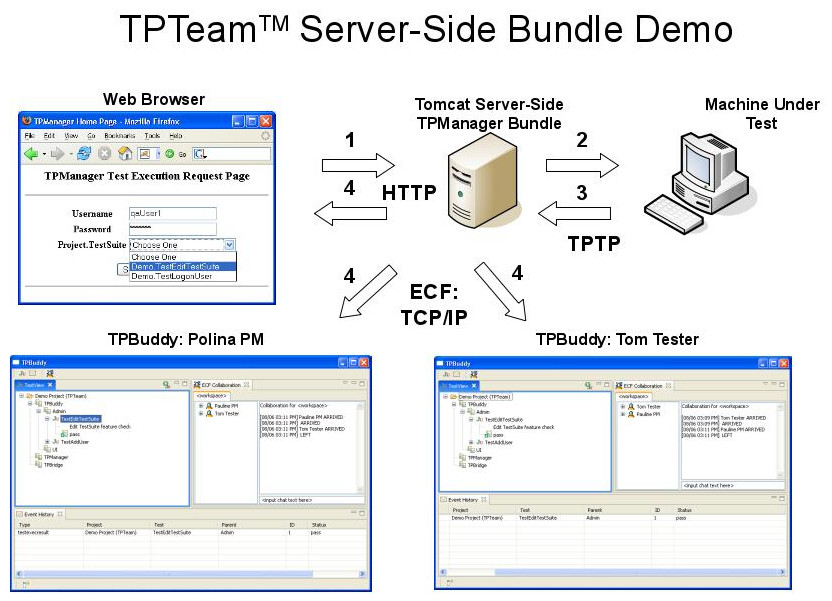 TPTeam™ Server-Side Bundle Demo
Web Browser
Tomcat Server-Side
TPManager Bundle
Machine Under
Test
TPManager Home Page - Mozilla Firefox
File Edit View Go Bookmarks Tools Help
Go
TPManager Test Execution Request Page
Username qaUser1
Password *******
Project.TestSuite Choose One
Choose One
Demo.TestEditTestSuite
Demo.TestLogonUser
1
2
4 HTTP
3
TPTP
4
ECF:
TCP/IP
4
TPBuddy: Polina PM
TPBuddy: Tom Tester
TPBuddy
TestView
Demo Project (TPTeam)
TPBuddy
Admin
TestEditTestSuite
Edit TestSuite feature check
pass
TestAddUser
UI
TPManager
TPBridge
ECF Collaboration
<workspace>
Pauline PM
Tom Tester
Collaboration for <workspace>
[08/06 03:11 PM] Pauline PM ARRIVED
[08/06 03:11 PM] ARRIVED
[08/06 03:11 PM] Tom Tester ARRIVED
[08/06 03:11 PM] LEFT
<input chat text here>
Event History
Type Project Test Parent ID Status
testexecresult Demo Project (TPTeam) TestEditTestSuite Admin 1 pass
TPBuddy
TestView
Demo Project (TPTeam)
TPBuddy
Admin
TestEditTestSuite
Edit TestSuite feature check
pass
TestAddUser
UI
TPManager
TPBridge
ECF Collaboration
<workspace>
Tom Tester
Pauline PM
Collaboration for <workspace>
[08/06 03:09 PM] Tom Tester ARRIVED
[08/06 03:09 PM] ARRIVED
[08/06 03:11 PM] Pauline PM ARRIVED
[08/06 03:11 PM] LEFT
<input chat text here>
Event History
Project Test Parent ID Status
Demo Project (TPTeam) TestEditTestSuite Admin 1 pass